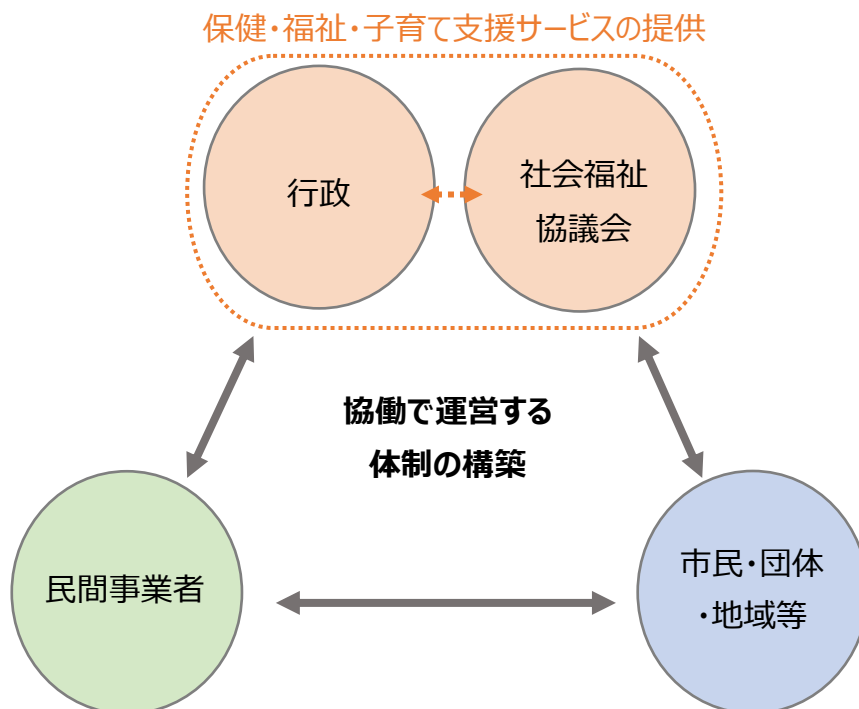 保健・福祉・子育て支援サービスの提供
行政
社会福祉
協議会
協働で運営する
体制の構築
民間事業者
市民・団体
・地域等